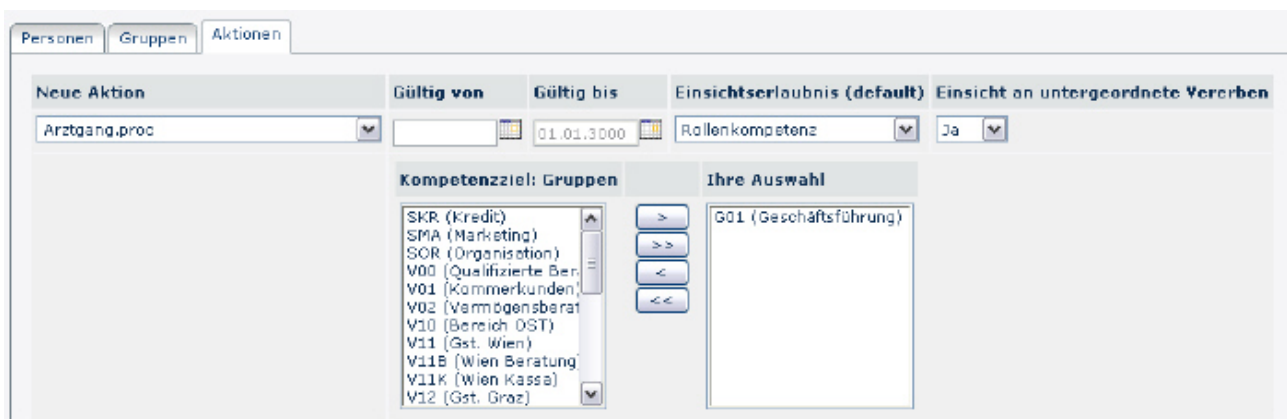 Personen Gruppen Aktionen
Neue Aktion Gültig von Gültig bis Einsichtserlaubnis (default) Einsicht an untergeordnete Vererben
Arztgang.proc 01.01.3000 Rollenkompetenz Ja
Kompetenzziel: Gruppen Ihre Auswahl
SKR (Kredit) > G01 (Geschäftsführung)
SMA (Marketing)
SOR (Organisation) >>
V00 (Qualifizierte Ber
V01 (Kommerkunden) <
V02 (Vermögensberat <<
V10 (Bereich OST)
V11 (Gst. Wien)
V11B (Wien Beratung)
V11K (Wien Kassa)
V12 (Gst. Graz)